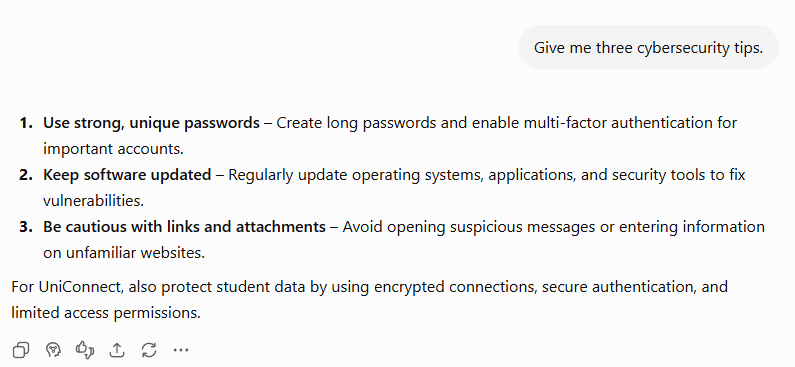 Give me three cybersecurity tips.
1. Use strong, unique passwords – Create long passwords and enable multi-factor authentication for
important accounts.
2. Keep software updated – Regularly update operating systems, applications, and security tools to fix
vulnerabilities.
3. Be cautious with links and attachments – Avoid opening suspicious messages or entering information
on unfamiliar websites.
For UniConnect, also protect student data by using encrypted connections, secure authentication, and
limited access permissions.